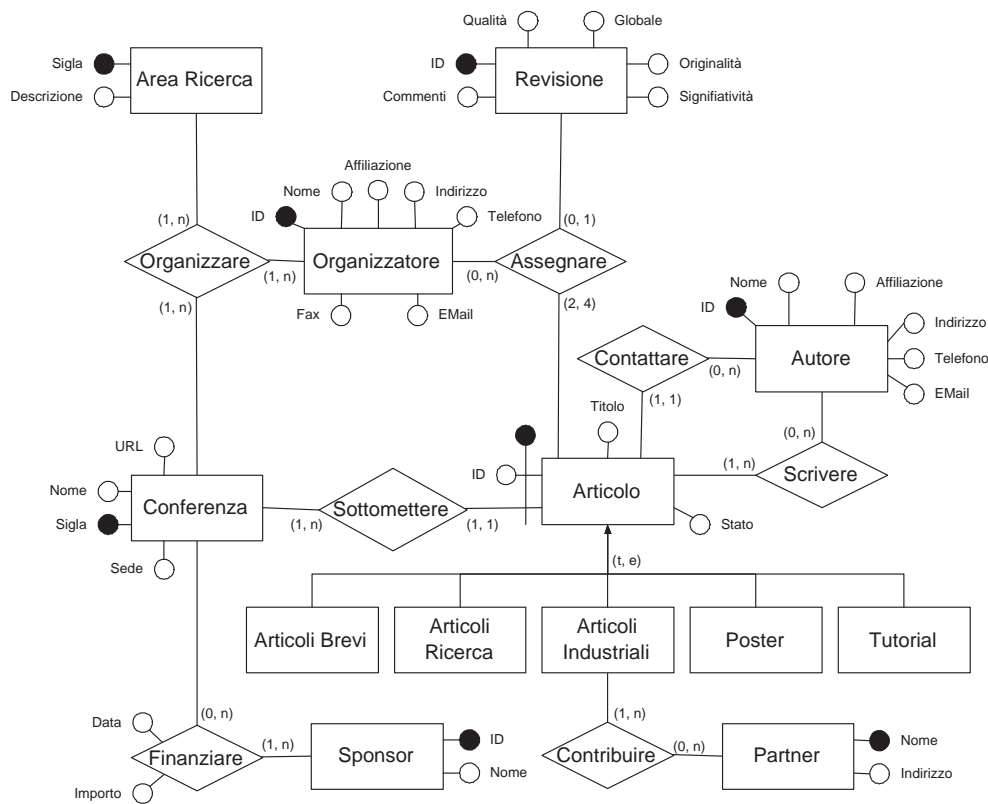 Qualità
Globale
Sigla
Area Ricerca
ID
Revisione
Originalità
Descrizione
Commenti
Signifiatività
Affiliazione
Nome
Indirizzo
ID
Telefono
(1, n)
(0, 1)
Organizzare
(1, n)
Organizzatore
(0, n)
Assegnare
(1, n)
(2, 4)
Fax
EMail
Nome
Affiliazione
ID
Indirizzo
Contattare
(0, n)
Autore
Telefono
(1, 1)
EMail
Titolo
(0, n)
URL
ID
(1, n)
Scrivere
Nome
Conferenza
Sottomettere
Articolo
Sigla
(1, n)
(1, 1)
Stato
Sede
(t, e)
Articoli Brevi
Articoli
Ricerca
Articoli
Industriali
Poster
Tutorial
(0, n)
(1, n)
Data
Finanziare
(1, n)
Sponsor
ID
Nome
Importo
Contribuire
(0, n)
Partner
Nome
Indirizzo